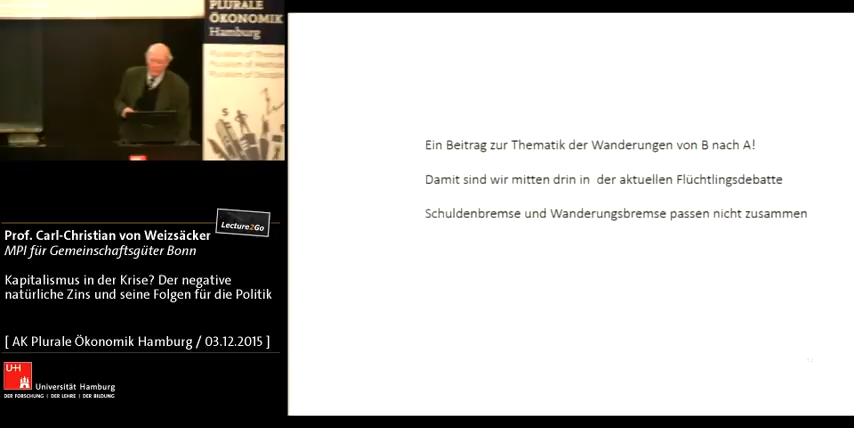 PLURALE
ÖKONOMIK
Hamburg
Lecture2Go
Prof. Carl-Christian von Weizsäcker
MPI für Gemeinschaftsgüter Bonn
Kapitalismus in der Krise? Der negative
natürliche Zins und seine Folgen für die Politik
[ AK Plurale Ökonomik Hamburg / 03.12.2015 ]
UH
Universität Hamburg
DER FORSCHUNG | DER LEHRE | DER BILDUNG
Ein Beitrag zur Thematik der Wanderungen von B nach A!
Damit sind wir mitten drin in der aktuellen Flüchtlingsdebatte
Schuldenbremse und Wanderungsbremse passen nicht zusammen